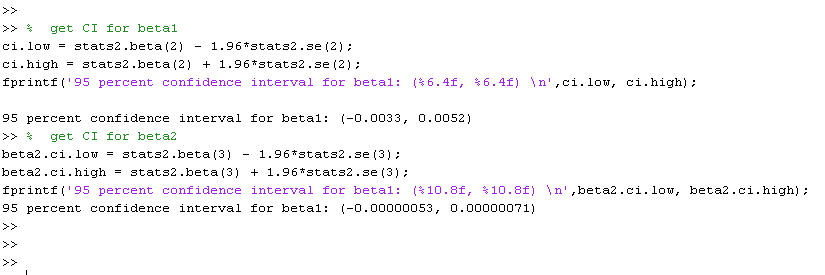 >>
>> %  get CI for beta1
ci.low = stats2.beta(2) - 1.96*stats2.se(2);
ci.high = stats2.beta(2) + 1.96*stats2.se(2);
fprintf('95 percent confidence interval for beta1: (%6.4f, %6.4f) \n',ci.low, ci.high);
95 percent confidence interval for beta1: (-0.0033, 0.0052)
>> %  get CI for beta2
beta2.ci.low = stats2.beta(3) - 1.96*stats2.se(3);
beta2.ci.high = stats2.beta(3) + 1.96*stats2.se(3);
fprintf('95 percent confidence interval for beta1: (%10.8f, %10.8f) \n',beta2.ci.low, beta2.ci.high);
95 percent confidence interval for beta1: (-0.00000053, 0.00000071)
>>
>>
>>